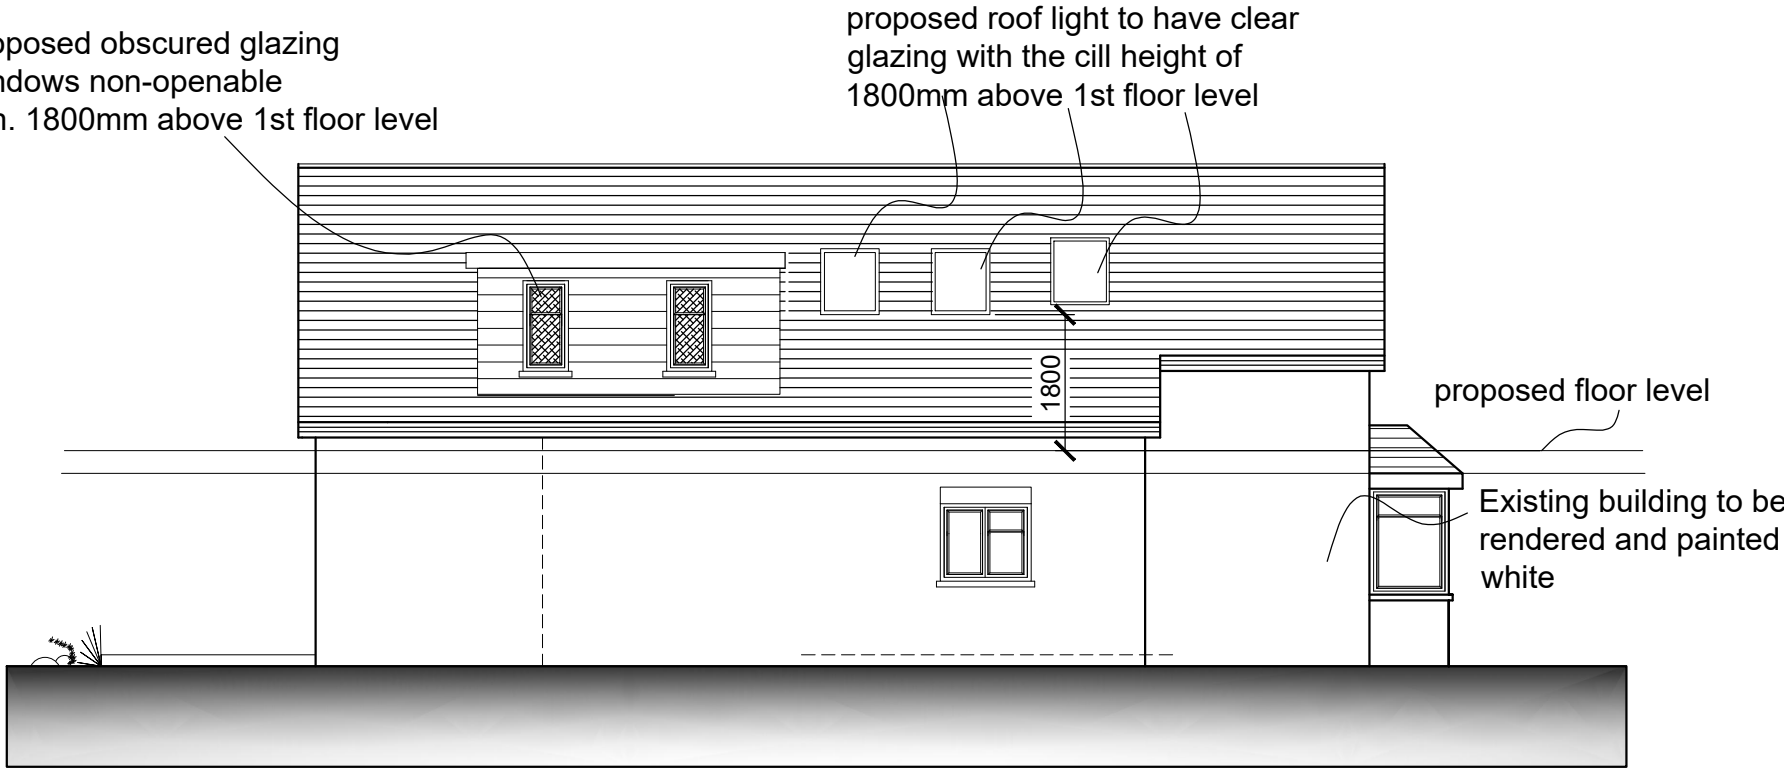 oposed obscured glazing
ndows non-openable
n. 1800mm above 1st floor level
proposed roof light to have clear
glazing with the cill height of
1800mm above 1st floor level
1800
proposed floor level
Existing building to be
rendered and painted
white